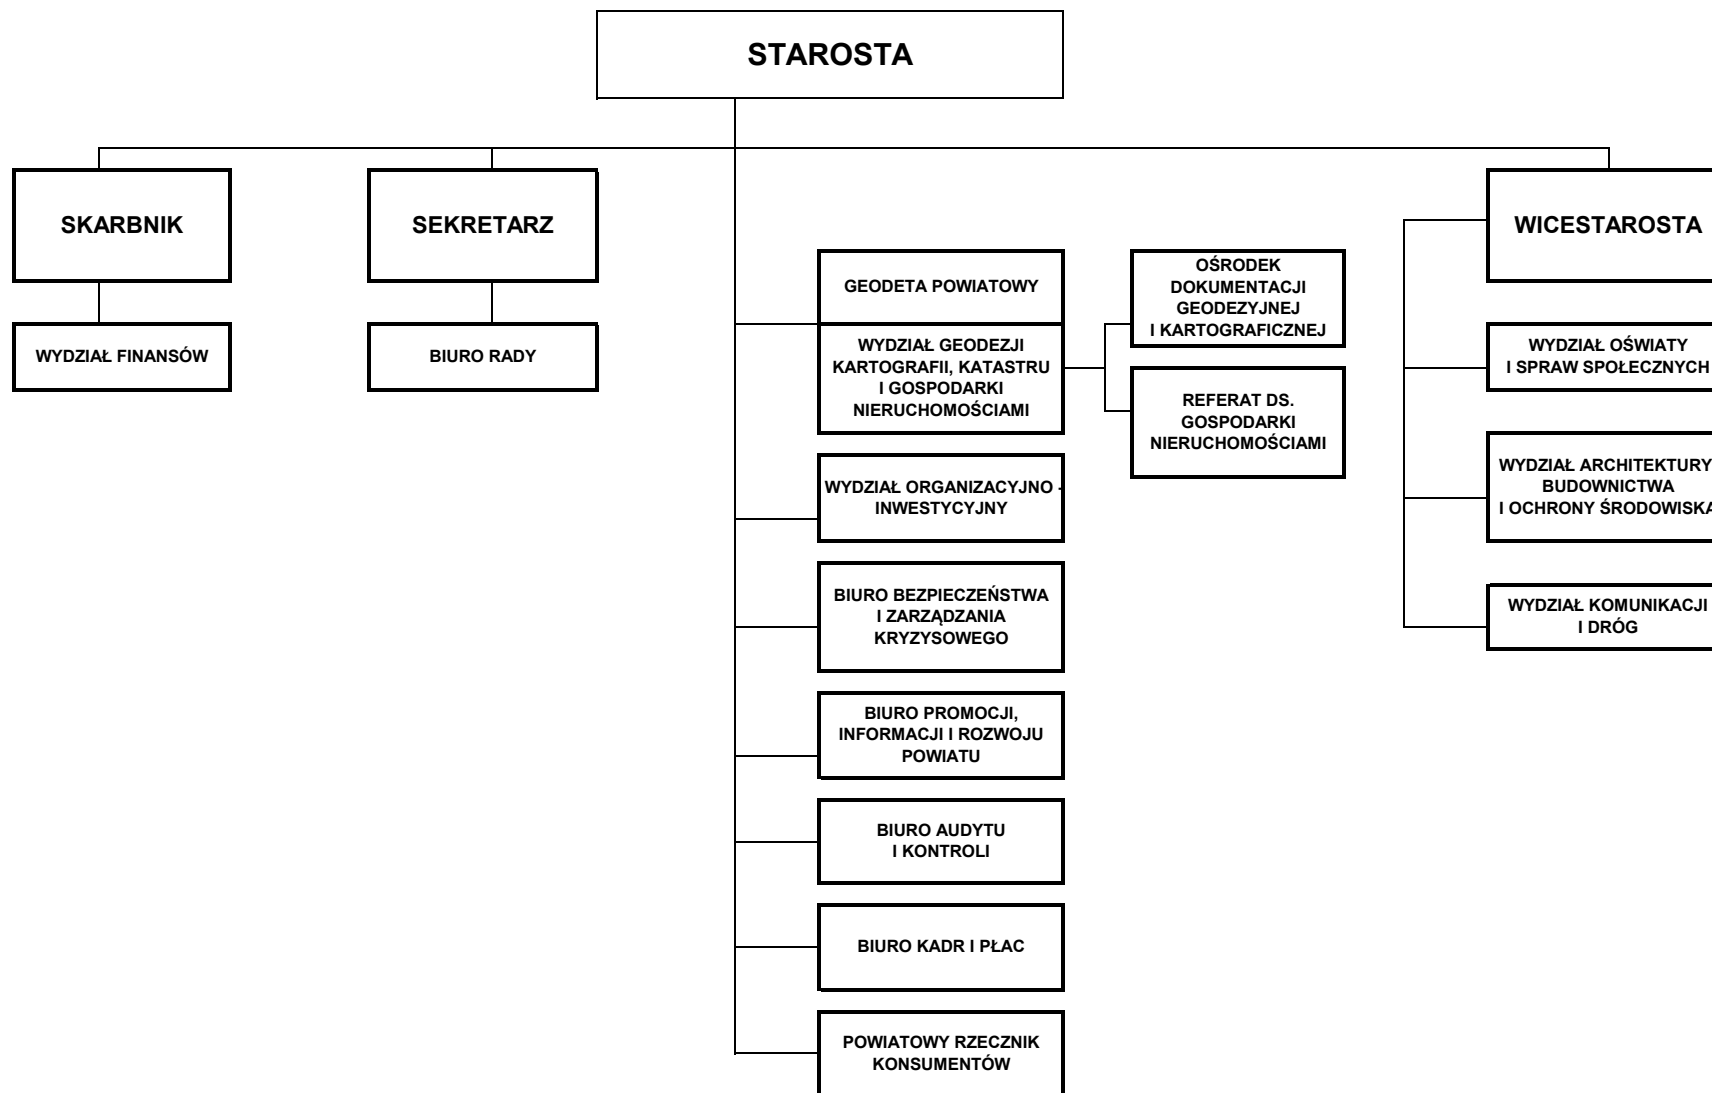 STAROSTA
SKARBNIK
SEKRETARZ
WICESTAROSTA
WYDZIAŁ FINANSÓW
BIURO RADY
GEODETA POWIATOWY
WYDZIAŁ GEODEZJI
KARTOGRAFII, KATASTRU
I GOSPODARKI
NIERUCHOMOŚCIAMI
OŚRODEK
DOKUMENTACJI
GEODEZYJNEJ
I KARTOGRAFICZNEJ
REFERAT DS.
GOSPODARKI
NIERUCHOMOŚCIAMI
WYDZIAŁ ORGANIZACYJNO -
INWESTYCYJNY
BIURO BEZPIECZEŃSTWA
I ZARZĄDZANIA
KRYZYSOWEGO
BIURO PROMOCJI,
INFORMACJI I ROZWOJU
POWIATU
BIURO AUDYTU
I KONTROLI
BIURO KADR I PŁAC
POWIATOWY RZECZNIK
KONSUMENTÓW
WYDZIAŁ OŚWIATY
I SPRAW SPOŁECZNYCH
WYDZIAŁ ARCHITEKTURY
BUDOWNICTWA
I OCHRONY ŚRODOWISKA
WYDZIAŁ KOMUNIKACJI
I DRÓG